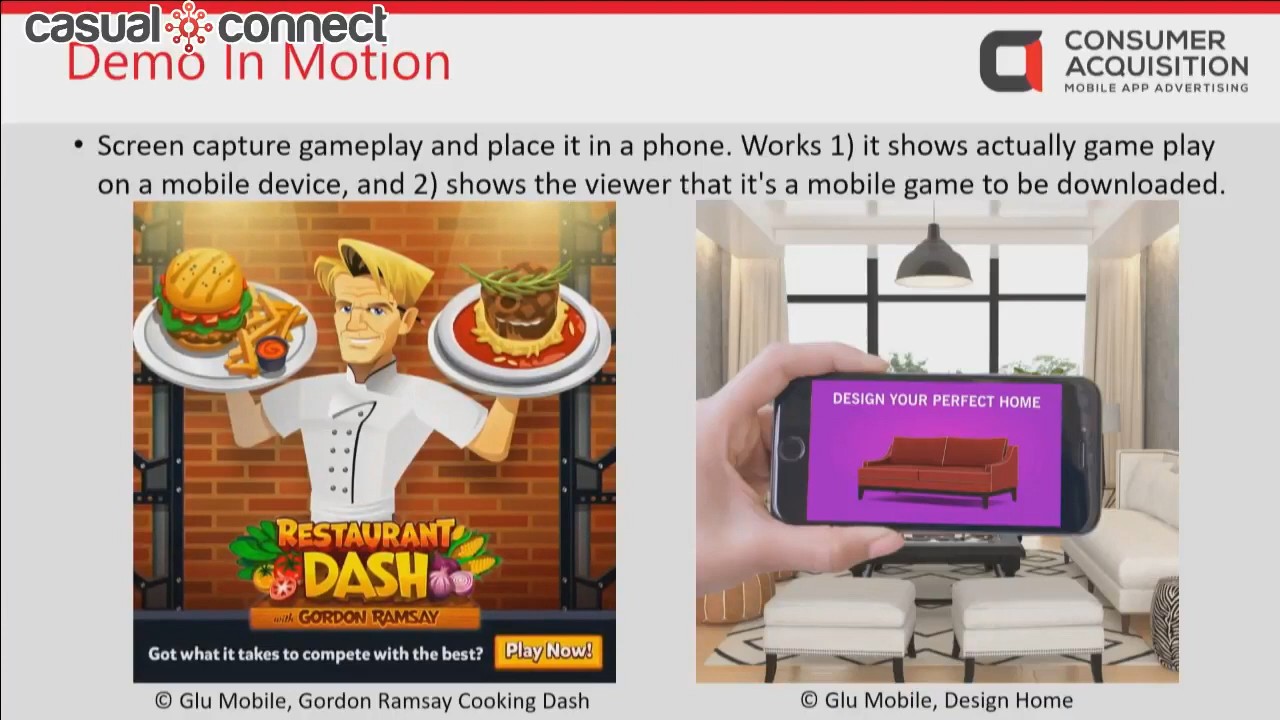 casual connect
Demo In Motion
CONSUMER
ACQUISITION
MOBILE APP ADVERTISING
• Screen capture gameplay and place it in a phone. Works 1) it shows actually game play
on a mobile device, and 2) shows the viewer that it's a mobile game to be downloaded.
RESTAURANT
DASH
with GORDON RAMSAY
Got what it takes to compete with the best?
Play Now!
DESIGN YOUR PERFECT HOME
© Glu Mobile, Gordon Ramsay Cooking Dash
© Glu Mobile, Design Home